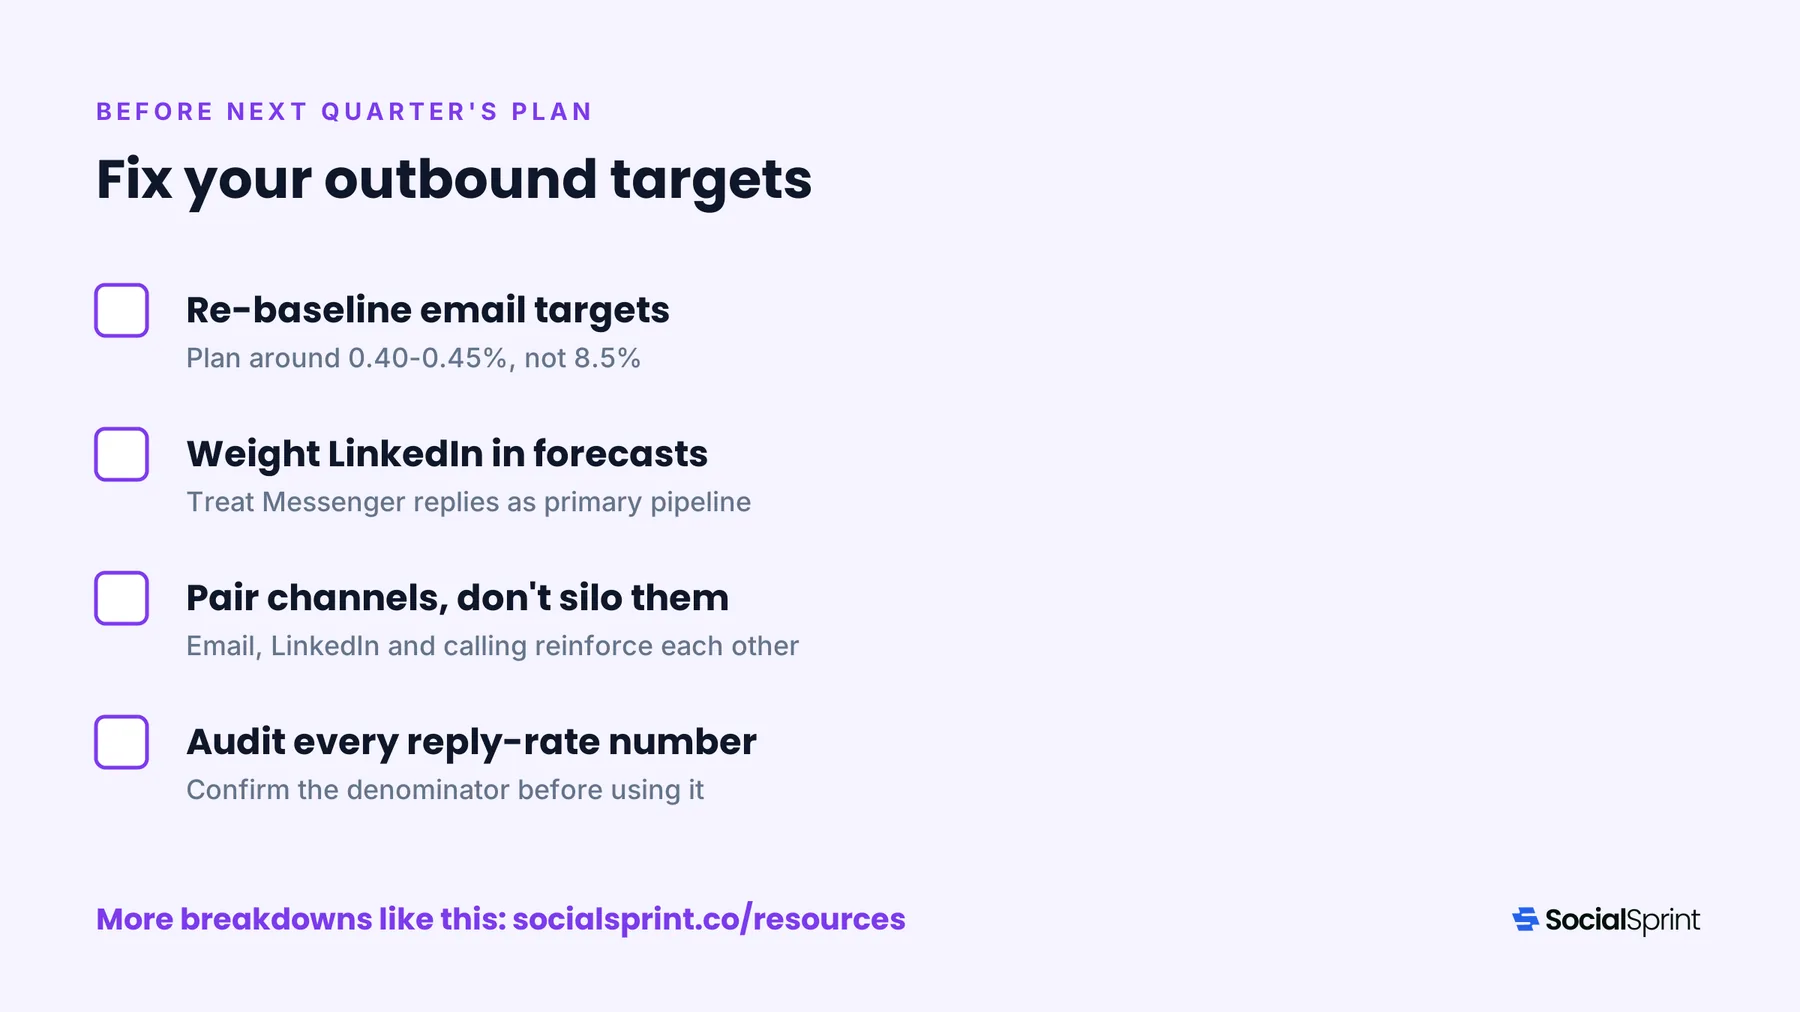 BEFORE NEXT QUARTER'S PLAN
Fix your outbound targets
Re-baseline email targets
Plan around 0.40-0.45%, not 8.5%
Weight LinkedIn in forecasts
Treat Messenger replies as primary pipeline
Pair channels, don't silo them
Email, LinkedIn and calling reinforce each other
Audit every reply-rate number
Confirm the denominator before using it
More breakdowns like this: socialsprint.co/resources
SocialSprint